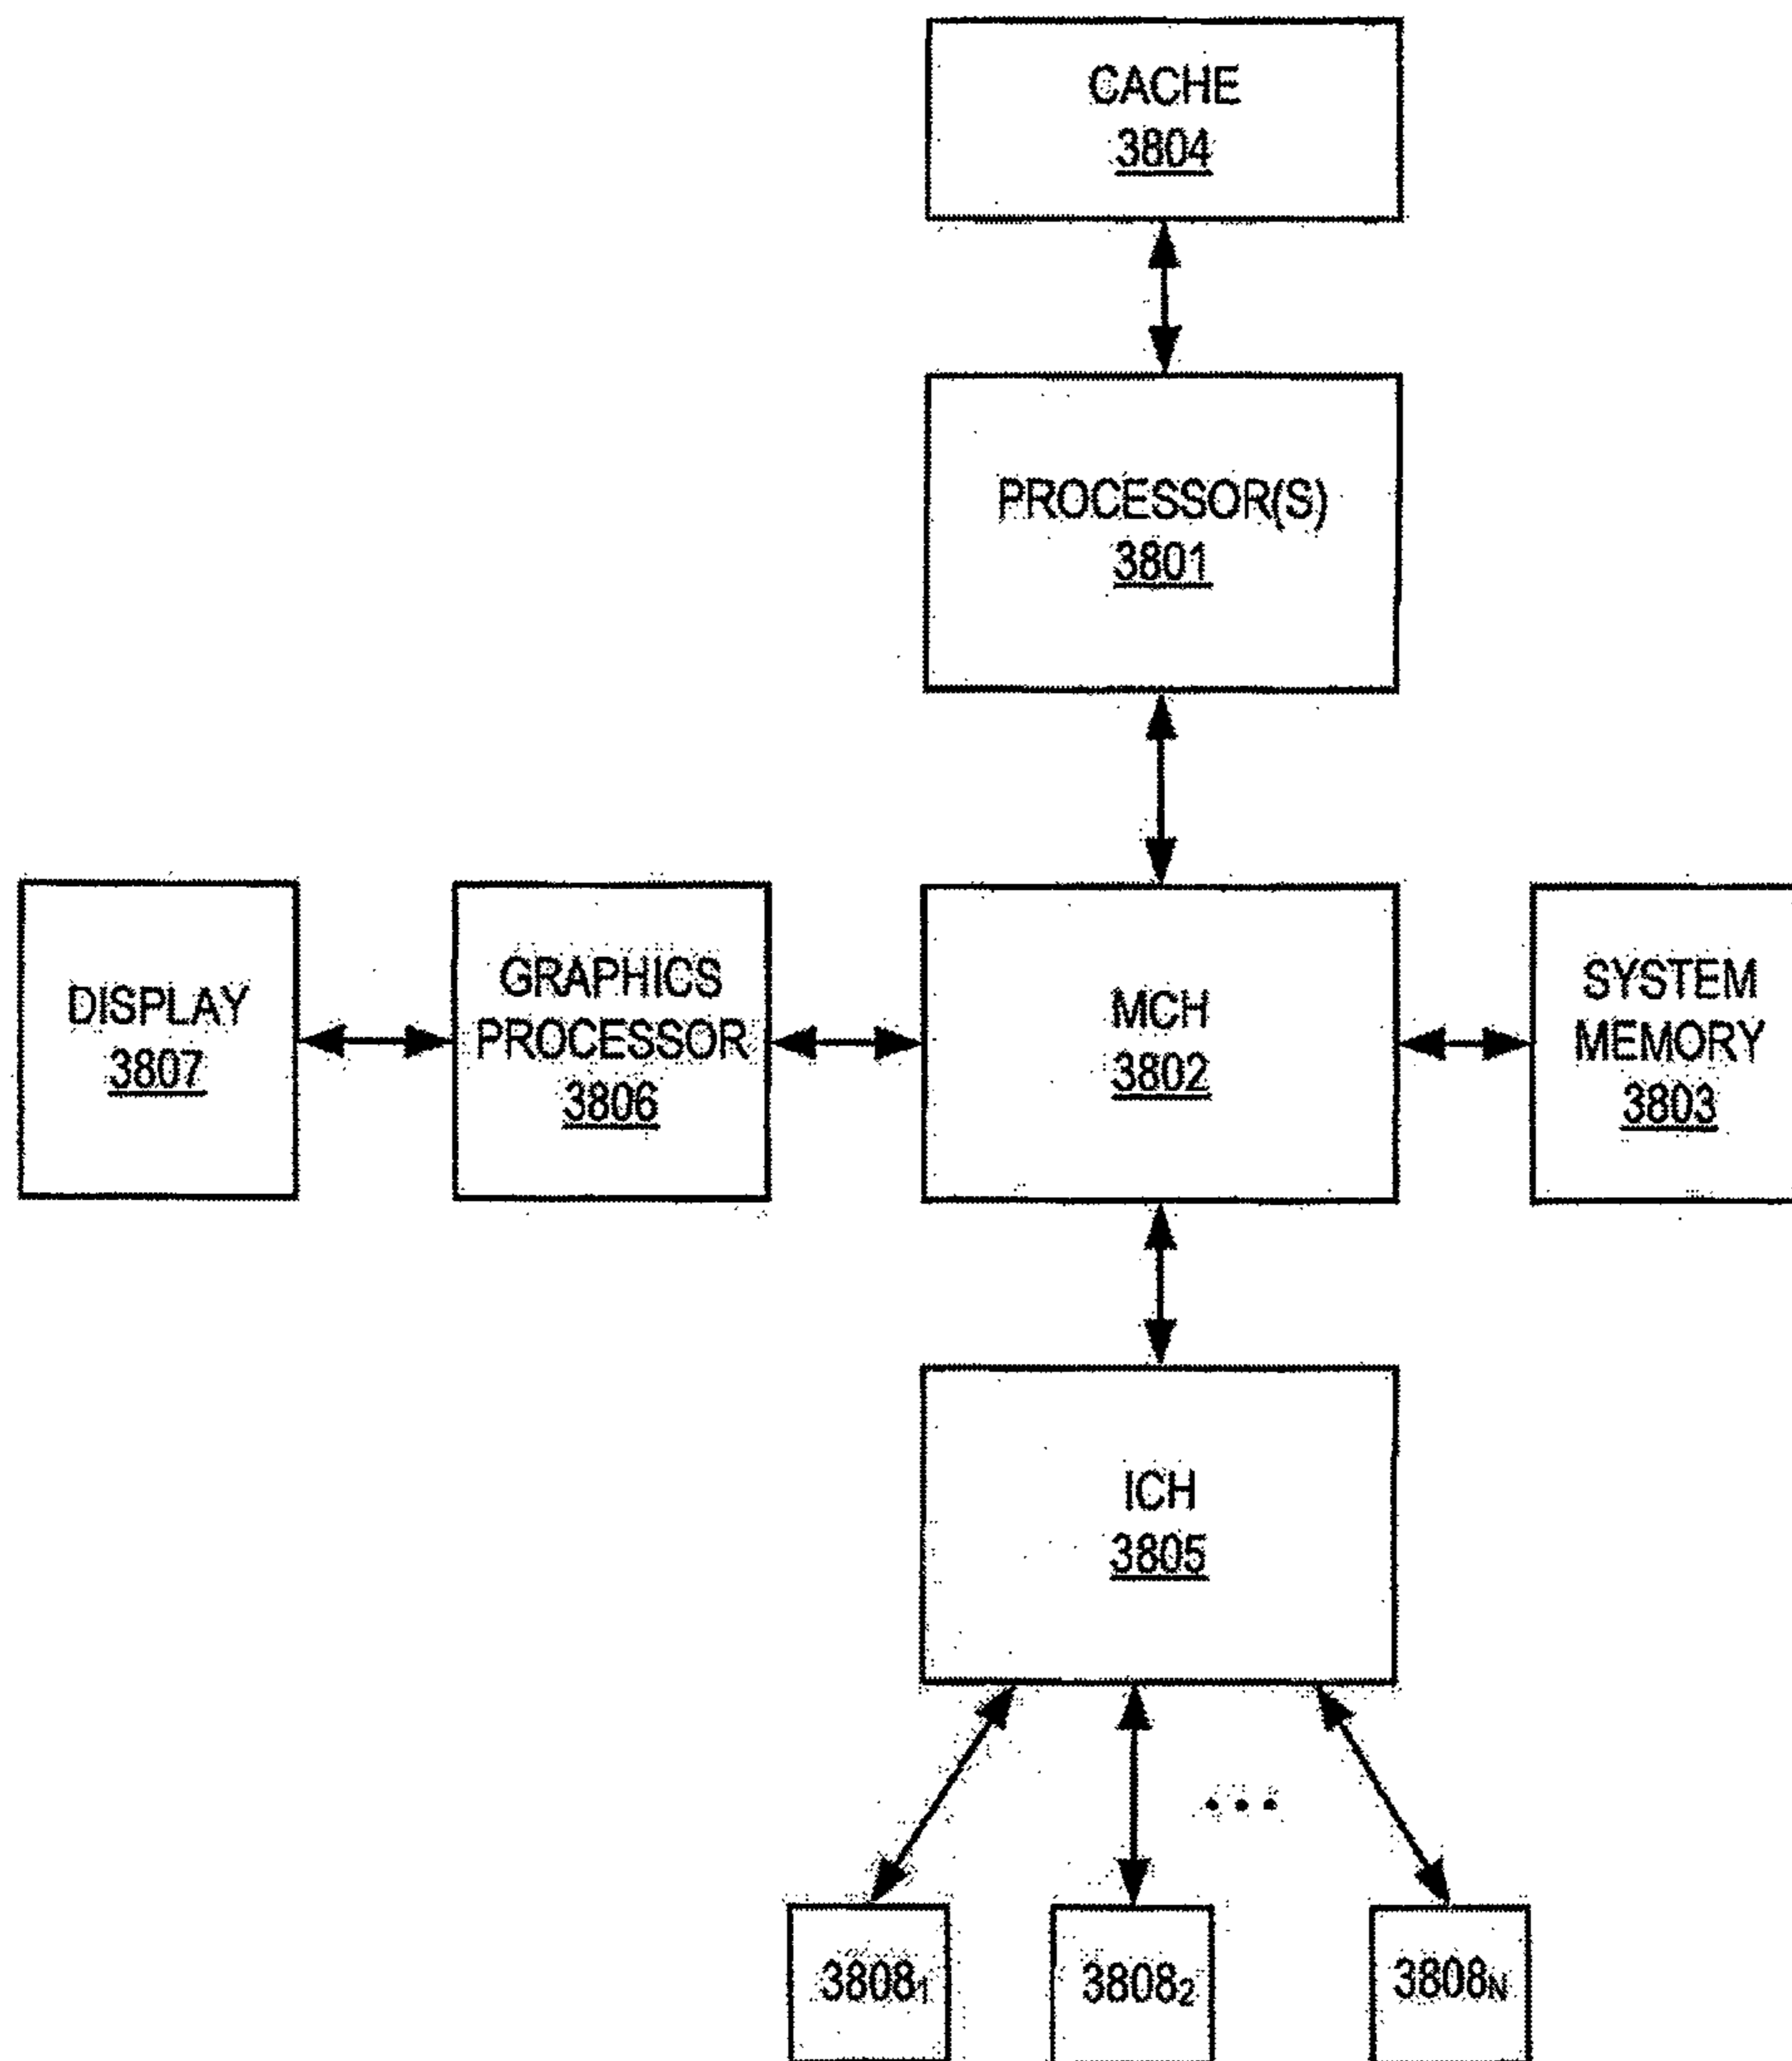 CACHE
3804
PROCESSOR(S)
3801
DISPLAY
3807
GRAPHICS
PROCESSOR
3806
MCH
3802
SYSTEM
MEMORY
3803
ICH
3805
...
3808₁
3808₂
3808N